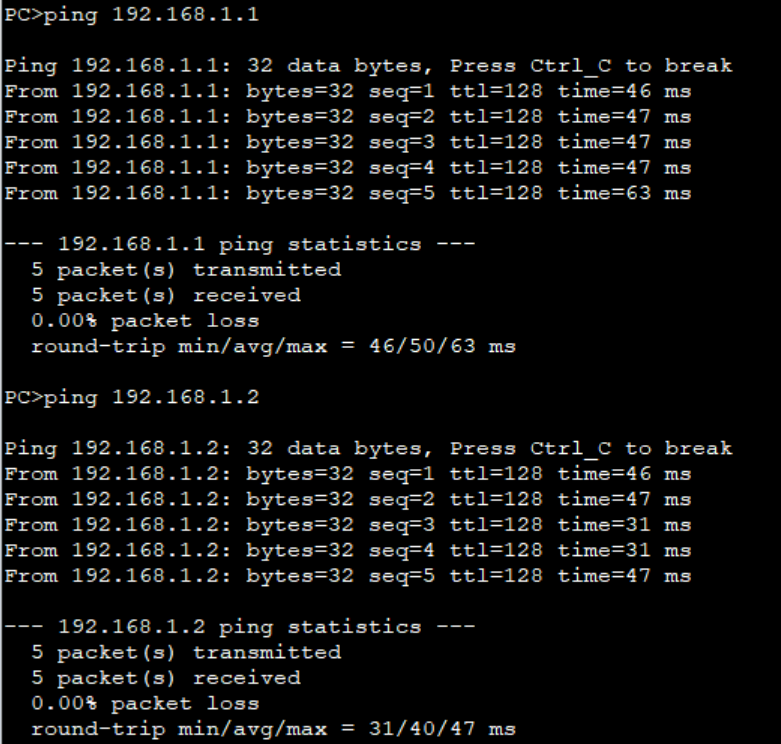 PC>ping 192.168.1.1
Ping 192.168.1.1: 32 data bytes, Press Ctrl_C to break
From 192.168.1.1: bytes=32 seq=1 ttl=128 time=46 ms
From 192.168.1.1: bytes=32 seq=2 ttl=128 time=47 ms
From 192.168.1.1: bytes=32 seq=3 ttl=128 time=47 ms
From 192.168.1.1: bytes=32 seq=4 ttl=128 time=47 ms
From 192.168.1.1: bytes=32 seq=5 ttl=128 time=63 ms
--- 192.168.1.1 ping statistics ---
5 packet(s) transmitted
5 packet(s) received
0.00% packet loss
round-trip min/avg/max = 46/50/63 ms
PC>ping 192.168.1.2
Ping 192.168.1.2: 32 data bytes, Press Ctrl_C to break
From 192.168.1.2: bytes=32 seq=1 ttl=128 time=46 ms
From 192.168.1.2: bytes=32 seq=2 ttl=128 time=47 ms
From 192.168.1.2: bytes=32 seq=3 ttl=128 time=31 ms
From 192.168.1.2: bytes=32 seq=4 ttl=128 time=31 ms
From 192.168.1.2: bytes=32 seq=5 ttl=128 time=47 ms
--- 192.168.1.2 ping statistics ---
5 packet(s) transmitted
5 packet(s) received
0.00% packet loss
round-trip min/avg/max = 31/40/47 ms